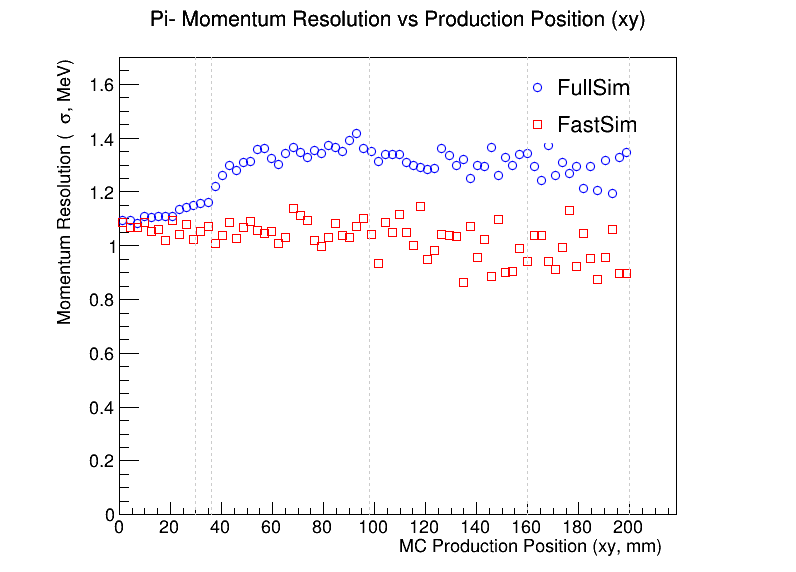 Pi- Momentum Resolution vs Production Position (xy)
Momentum Resolution ( σ, MeV)
1.6
1.4
1.2
1
0.8
0.6
0.4
0.2
0
FullSim
FastSim
0 20 40 60 80 100 120 140 160 180 200
MC Production Position (xy, mm)